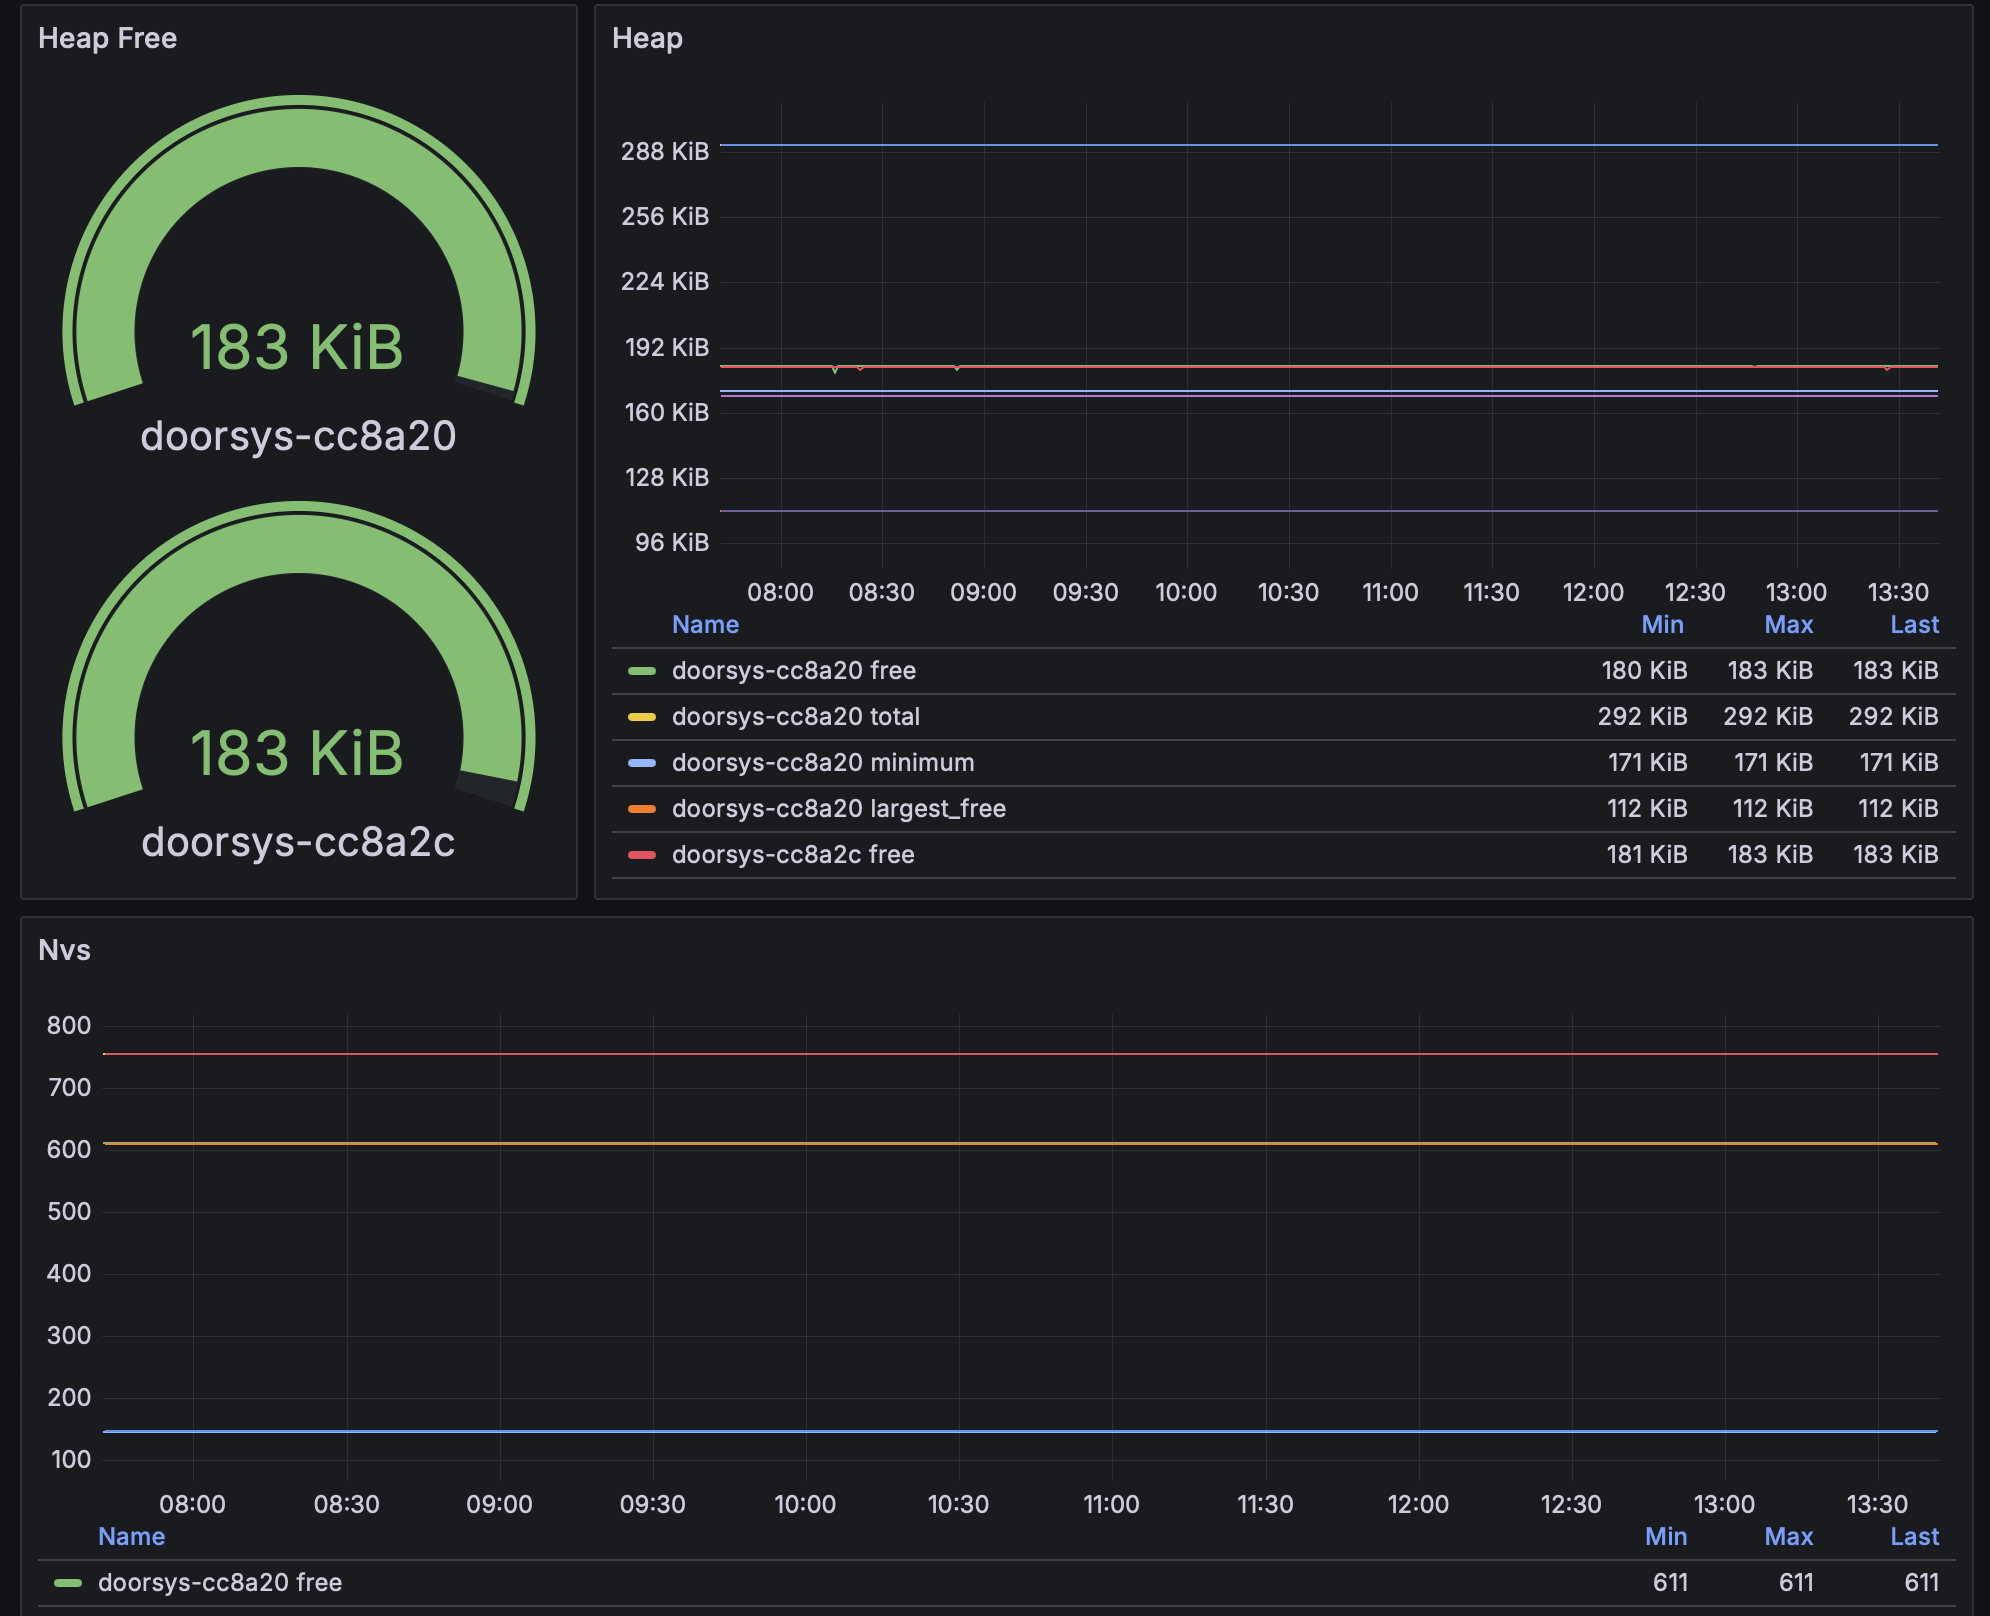 Heap Free
183 KiB
doorsys-cc8a20
183 KiB
doorsys-cc8a2c
Heap
288 KiB
256 KiB
224 KiB
192 KiB
160 KiB
128 KiB
96 KiB
08:00 08:30 09:00 09:30 10:00 10:30 11:00 11:30 12:00 12:30 13:00 13:30
Name Min Max Last
doorsys-cc8a20 free 180 KiB 183 KiB 183 KiB
doorsys-cc8a20 total 292 KiB 292 KiB 292 KiB
doorsys-cc8a20 minimum 171 KiB 171 KiB 171 KiB
doorsys-cc8a20 largest_free 112 KiB 112 KiB 112 KiB
doorsys-cc8a2c free 181 KiB 183 KiB 183 KiB
Nvs
800
700
600
500
400
300
200
100
08:00 08:30 09:00 09:30 10:00 10:30 11:00 11:30 12:00 12:30 13:00 13:30
Name Min Max Last
doorsys-cc8a20 free 611 611 611